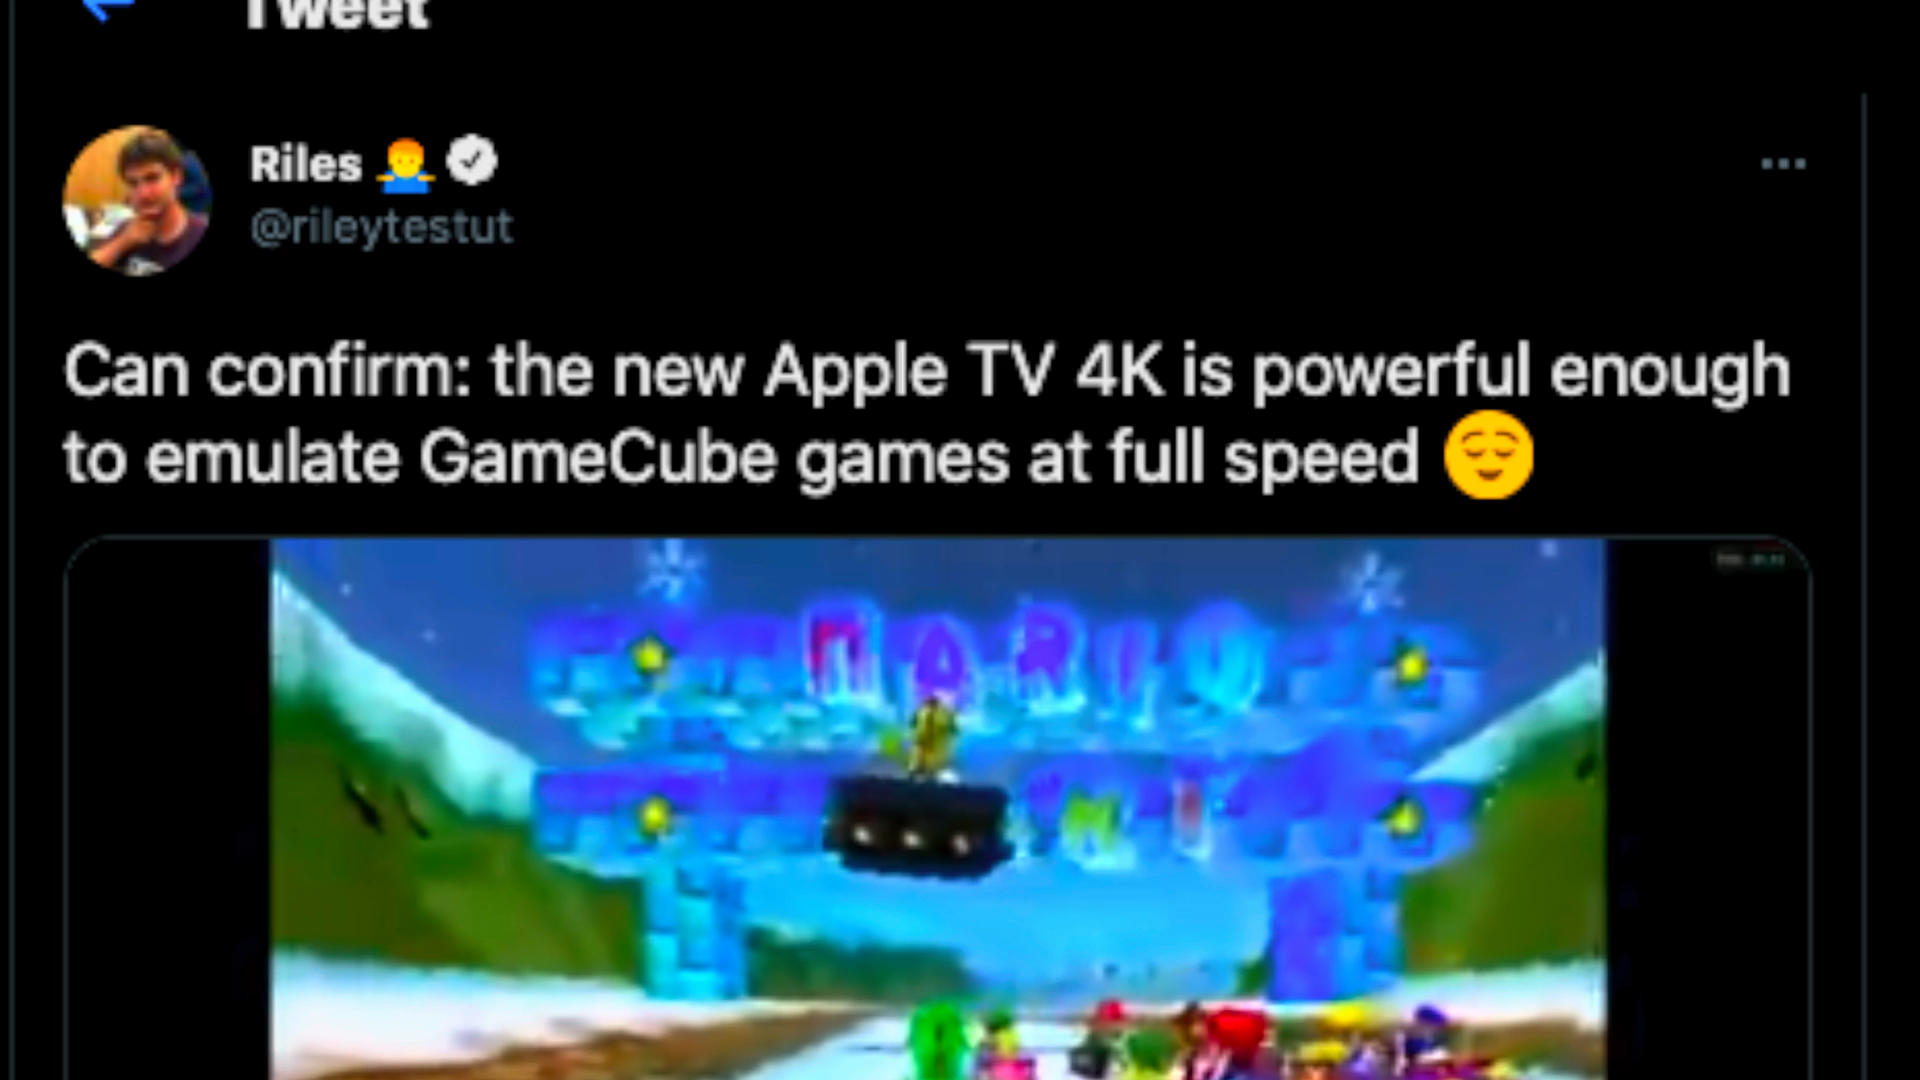 Tweet
Riles 🤷‍♂️
@rileytestut
Can confirm: the new Apple TV 4K is powerful enough
to emulate GameCube games at full speed 😌
MARIO